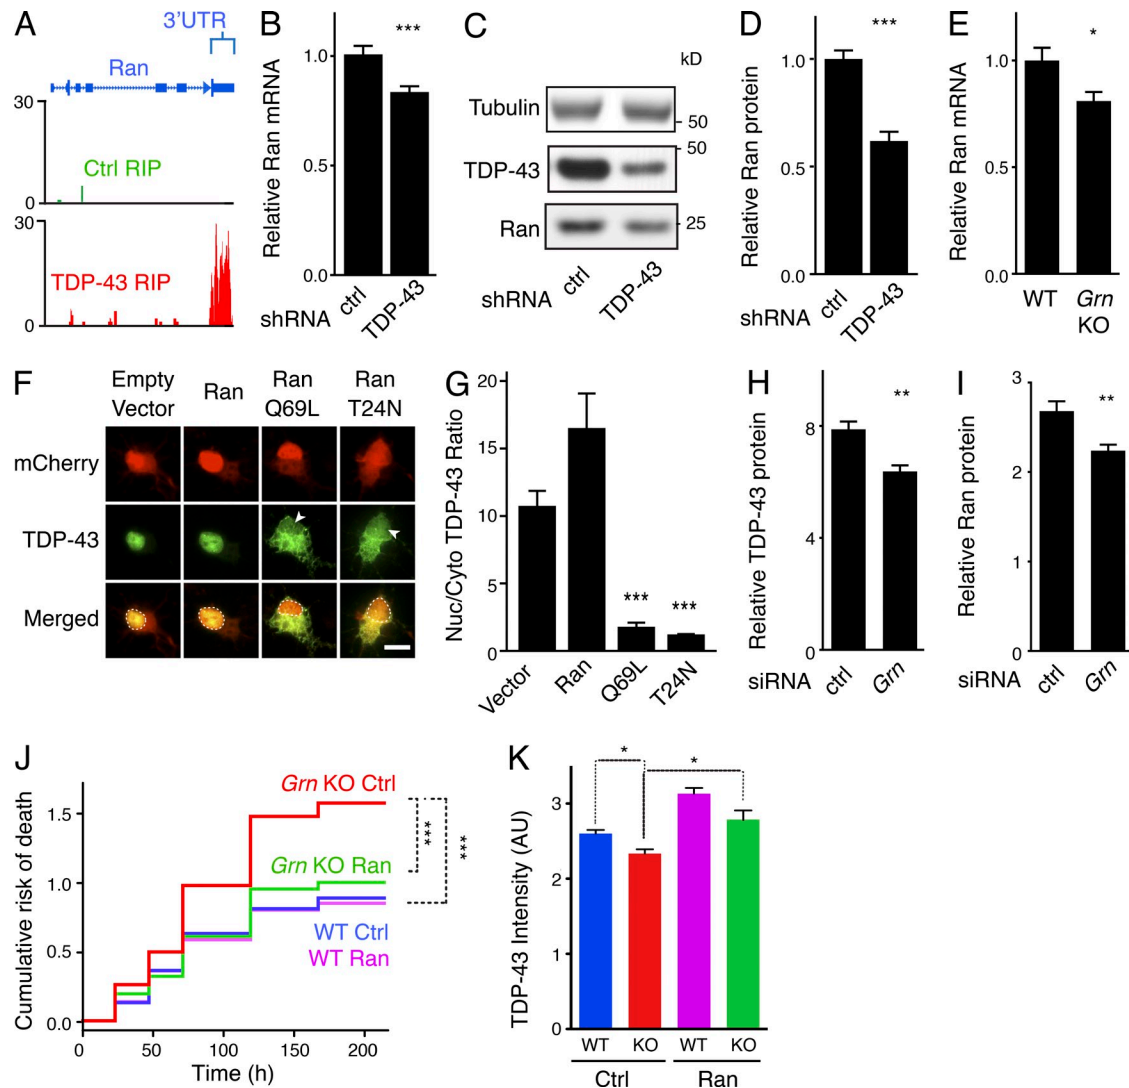 A
3'UTR
Ran
30
Ctrl RIP
0
30
TDP-43 RIP
0
B
Relative Ran mRNA
1.0
0.5
0.0
***
shRNA
ctrl
TDP-43
C
kD
Tubulin
- 50
50
TDP-43
Ran
- 25
shRNA
ctrl
TDP-43
D
Relative Ran protein
1.0
0.5
0.0
***
shRNA
ctrl
TDP-43
E
Relative Ran mRNA
1.0
0.5
0.0
*
WT
Grn
KO
F
Empty
Vector
Ran
Ran
Q69L
Ran
T24N
mCherry
TDP-43
Merged
G
Nuc/Cyto TDP-43 Ratio
20
15
10
5
0
***
***
Vector
Ran
Q69L
T24N
H
Relative TDP-43 protein
8
4
0
**
siRNA
ctrl
Grn
I
Relative Ran protein
3
2
1
0
**
siRNA
ctrl
Grn
J
Cumulative risk of death
1.5
1.0
0.5
0.0
Grn KO Ctrl
Grn KO Ran
WT Ctrl
WT Ran
***
***
0
50
100
150
200
Time (h)
K
TDP-43 Intensity (AU)
3
2
1
0
*
*
WT
KO
WT
KO
Ctrl
Ran